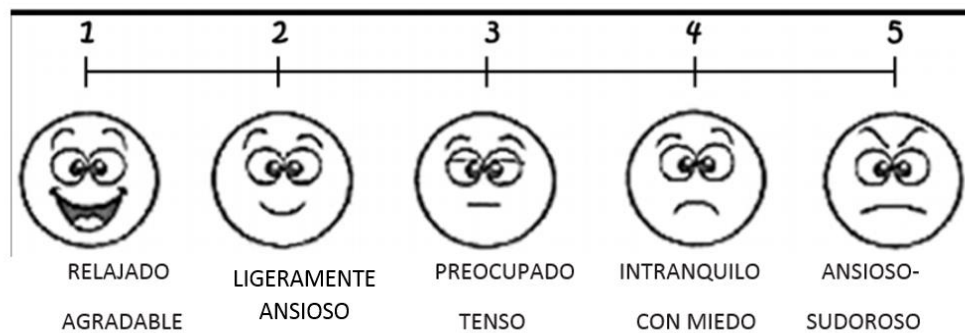 1 2 3 4 5
RELAJADO
AGRADABLE
LIGERAMENTE
ANSIOSO
PREOCUPADO
TENSO
INTRANQUILO
CON MIEDO
ANSIOSO-
SUDOROSO